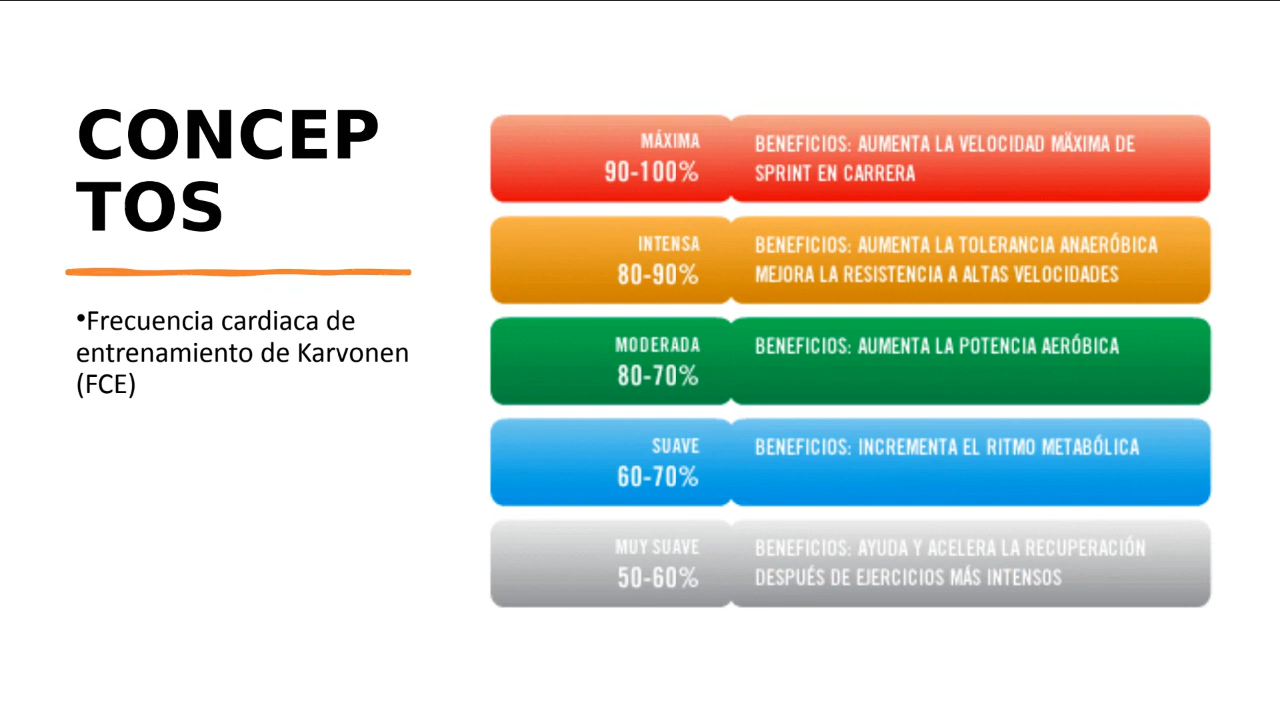 CONCEP
TOS
•Frecuencia cardiaca de
entrenamiento de Karvonen
(FCE)
MÁXIMA
90-100%
BENEFICIOS: AUMENTA LA VELOCIDAD MÄXIMA DE
SPRINT EN CARRERA
INTENSA
80-90%
BENEFICIOS: AUMENTA LA TOLERANCIA ANAERÓBICA
MEJORA LA RESISTENCIA A ALTAS VELOCIDADES
MODERADA
80-70%
BENEFICIOS: AUMENTA LA POTENCIA AERÓBICA
SUAVE
60-70%
BENEFICIOS: INCREMENTA EL RITMO METABÓLICA
MUY SUAVE
50-60%
BENEFICIOS: AYUDA Y ACELERA LA RECUPERACIÓN
DESPUÉS DE EJERCICIOS MÁS INTENSOS